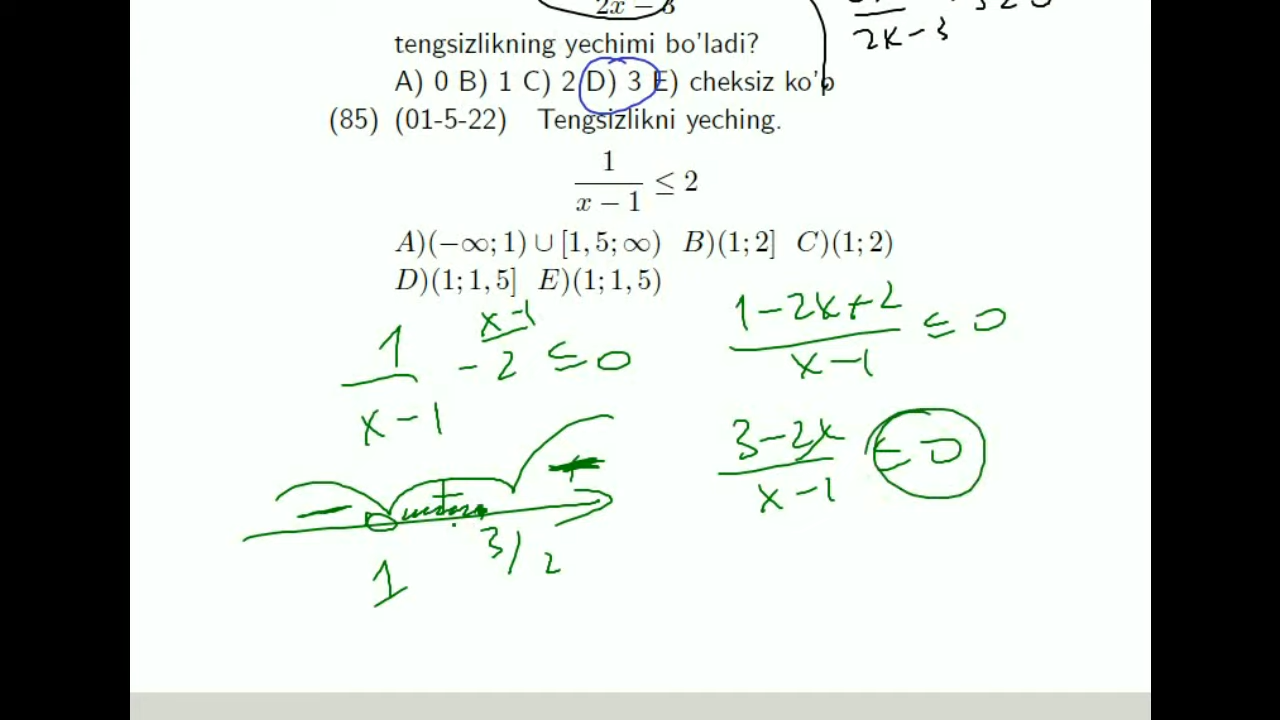 2x − 3
2x-3
tengsizlikning yechimi bo'ladi?
A) 0 B) 1 C) 2 D) 3 E) cheksiz ko'p
(85) (01-5-22) Tengsizlikni yeching.
1
/ x − 1 ≤ 2
A)(−∞; 1) ∪ [1, 5; ∞) B)(1; 2] C)(1; 2)
D)(1; 1, 5] E)(1; 1, 5)
1/(x-1) - 2 (x-1) ≤ 0
(1-2x+2)/(x-1) ≤ 0
(3-2x)/(x-1) ≤ 0
− + −
1 3/2